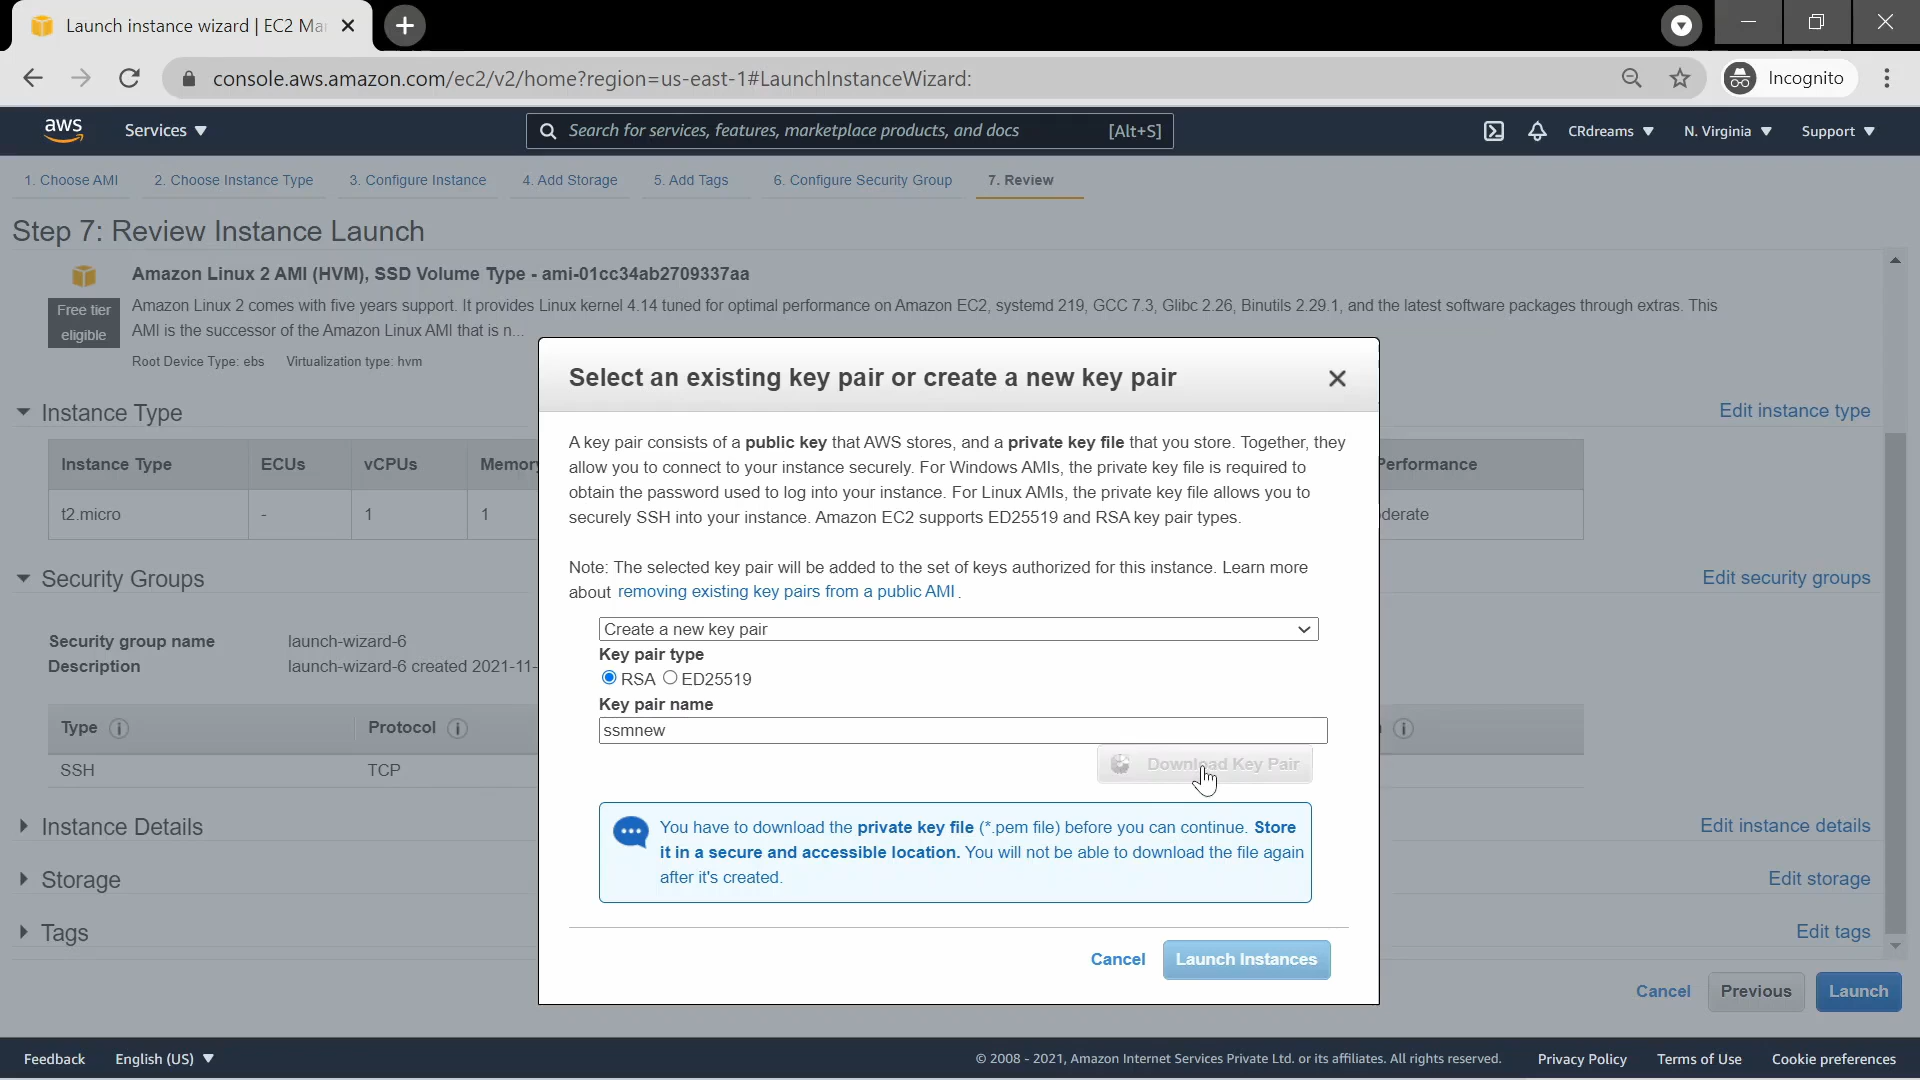 Launch instance wizard | EC2 Ma
console.aws.amazon.com/ec2/v2/home?region=us-east-1#LaunchInstanceWizard:
Incognito
aws
Services
Search for services, features, marketplace products, and docs
[Alt+S]
CRdreams
N. Virginia
Support
1. Choose AMI
2. Choose Instance Type
3. Configure Instance
4. Add Storage
5. Add Tags
6. Configure Security Group
7. Review
Step 7: Review Instance Launch
Amazon Linux 2 AMI (HVM), SSD Volume Type - ami-01cc34ab2709337aa
Free tier
eligible
Amazon Linux 2 comes with five years support. It provides Linux kernel 4.14 tuned for optimal performance on Amazon EC2, systemd 219, GCC 7.3, Glibc 2.26, Binutils 2.29.1, and the latest software packages through extras. This
AMI is the successor of the Amazon Linux AMI that is n...
Root Device Type: ebs Virtualization type: hvm
Instance Type
Edit instance type
Instance Type
ECUs
vCPUs
Memory
Performance
t2.micro
-
1
1
derate
Security Groups
Edit security groups
Security group name
launch-wizard-6
Description
launch-wizard-6 created 2021-11-
Type
Protocol
SSH
TCP
Instance Details
Edit instance details
Storage
Edit storage
Tags
Edit tags
Select an existing key pair or create a new key pair
A key pair consists of a public key that AWS stores, and a private key file that you store. Together, they
allow you to connect to your instance securely. For Windows AMIs, the private key file is required to
obtain the password used to log into your instance. For Linux AMIs, the private key file allows you to
securely SSH into your instance. Amazon EC2 supports ED25519 and RSA key pair types.
Note: The selected key pair will be added to the set of keys authorized for this instance. Learn more
about removing existing key pairs from a public AMI.
Create a new key pair
Key pair type
RSA ED25519
Key pair name
ssmnew
Download Key Pair
You have to download the private key file (*.pem file) before you can continue. Store
it in a secure and accessible location. You will not be able to download the file again
after it's created.
Cancel
Launch Instances
Cancel
Previous
Launch
Feedback
English (US)
© 2008 - 2021, Amazon Internet Services Private Ltd. or its affiliates. All rights reserved.
Privacy Policy
Terms of Use
Cookie preferences